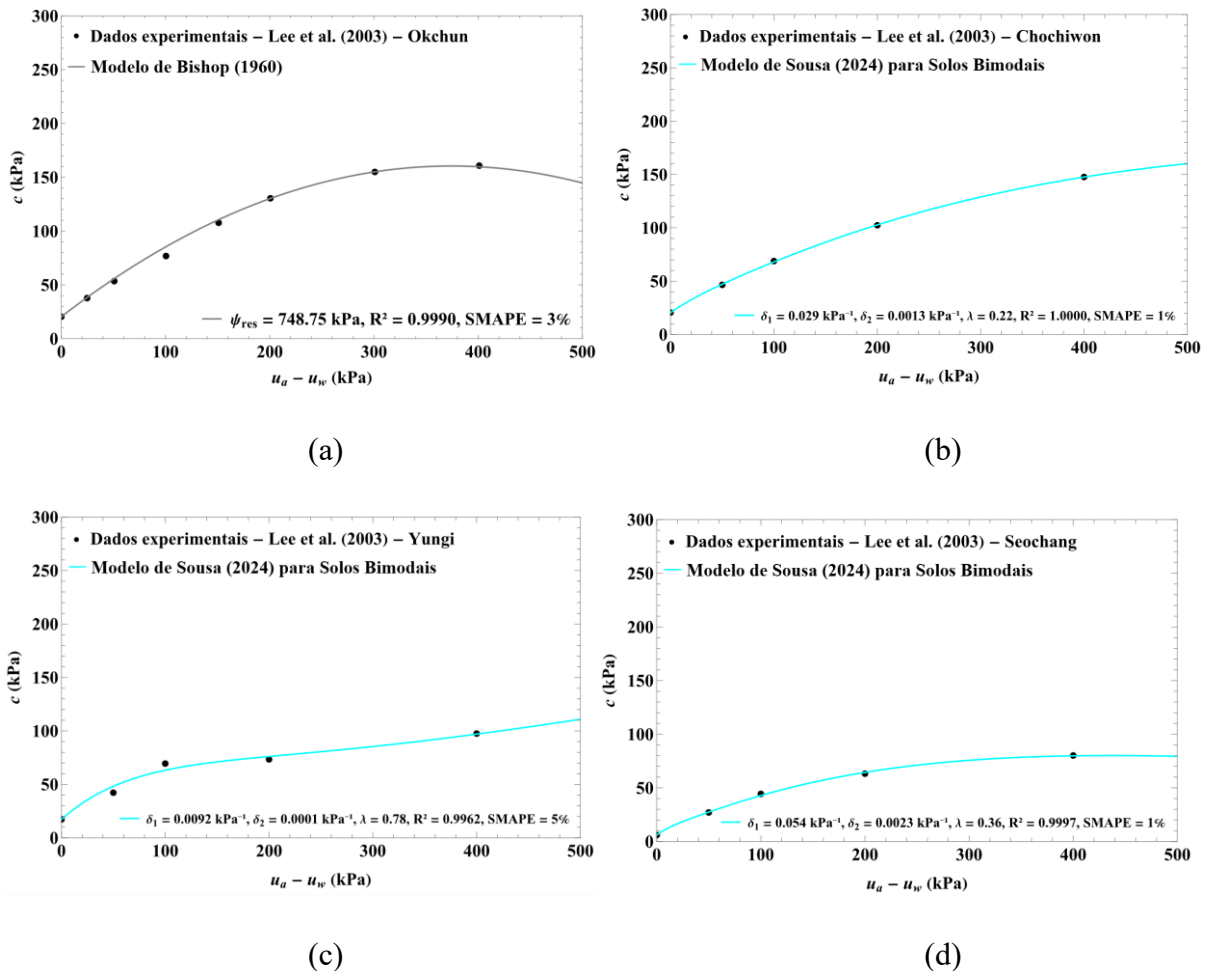 300
250
200
150
100
50
0
c (kPa)
• Dados experimentais – Lee et al. (2003) – Okchun
— Modelo de Bishop (1960)
— ψres = 748.75 kPa, R² = 0.9990, SMAPE = 3%
0 100 200 300 400 500
ua − uw (kPa)
(a)
300
250
200
150
100
50
0
c (kPa)
• Dados experimentais – Lee et al. (2003) – Chochiwon
— Modelo de Sousa (2024) para Solos Bimodais
— δ₁ = 0.029 kPa⁻¹, δ₂ = 0.0013 kPa⁻¹, λ = 0.22, R² = 1.0000, SMAPE = 1%
0 100 200 300 400 500
ua − uw (kPa)
(b)
300
250
200
150
100
50
0
c (kPa)
• Dados experimentais – Lee et al. (2003) – Yungi
— Modelo de Sousa (2024) para Solos Bimodais
— δ₁ = 0.0092 kPa⁻¹, δ₂ = 0.0001 kPa⁻¹, λ = 0.78, R² = 0.9962, SMAPE = 5%
0 100 200 300 400 500
ua − uw (kPa)
(c)
300
250
200
150
100
50
0
c (kPa)
• Dados experimentais – Lee et al. (2003) – Seochang
— Modelo de Sousa (2024) para Solos Bimodais
— δ₁ = 0.054 kPa⁻¹, δ₂ = 0.0023 kPa⁻¹, λ = 0.36, R² = 0.9997, SMAPE = 1%
0 100 200 300 400 500
ua − uw (kPa)
(d)